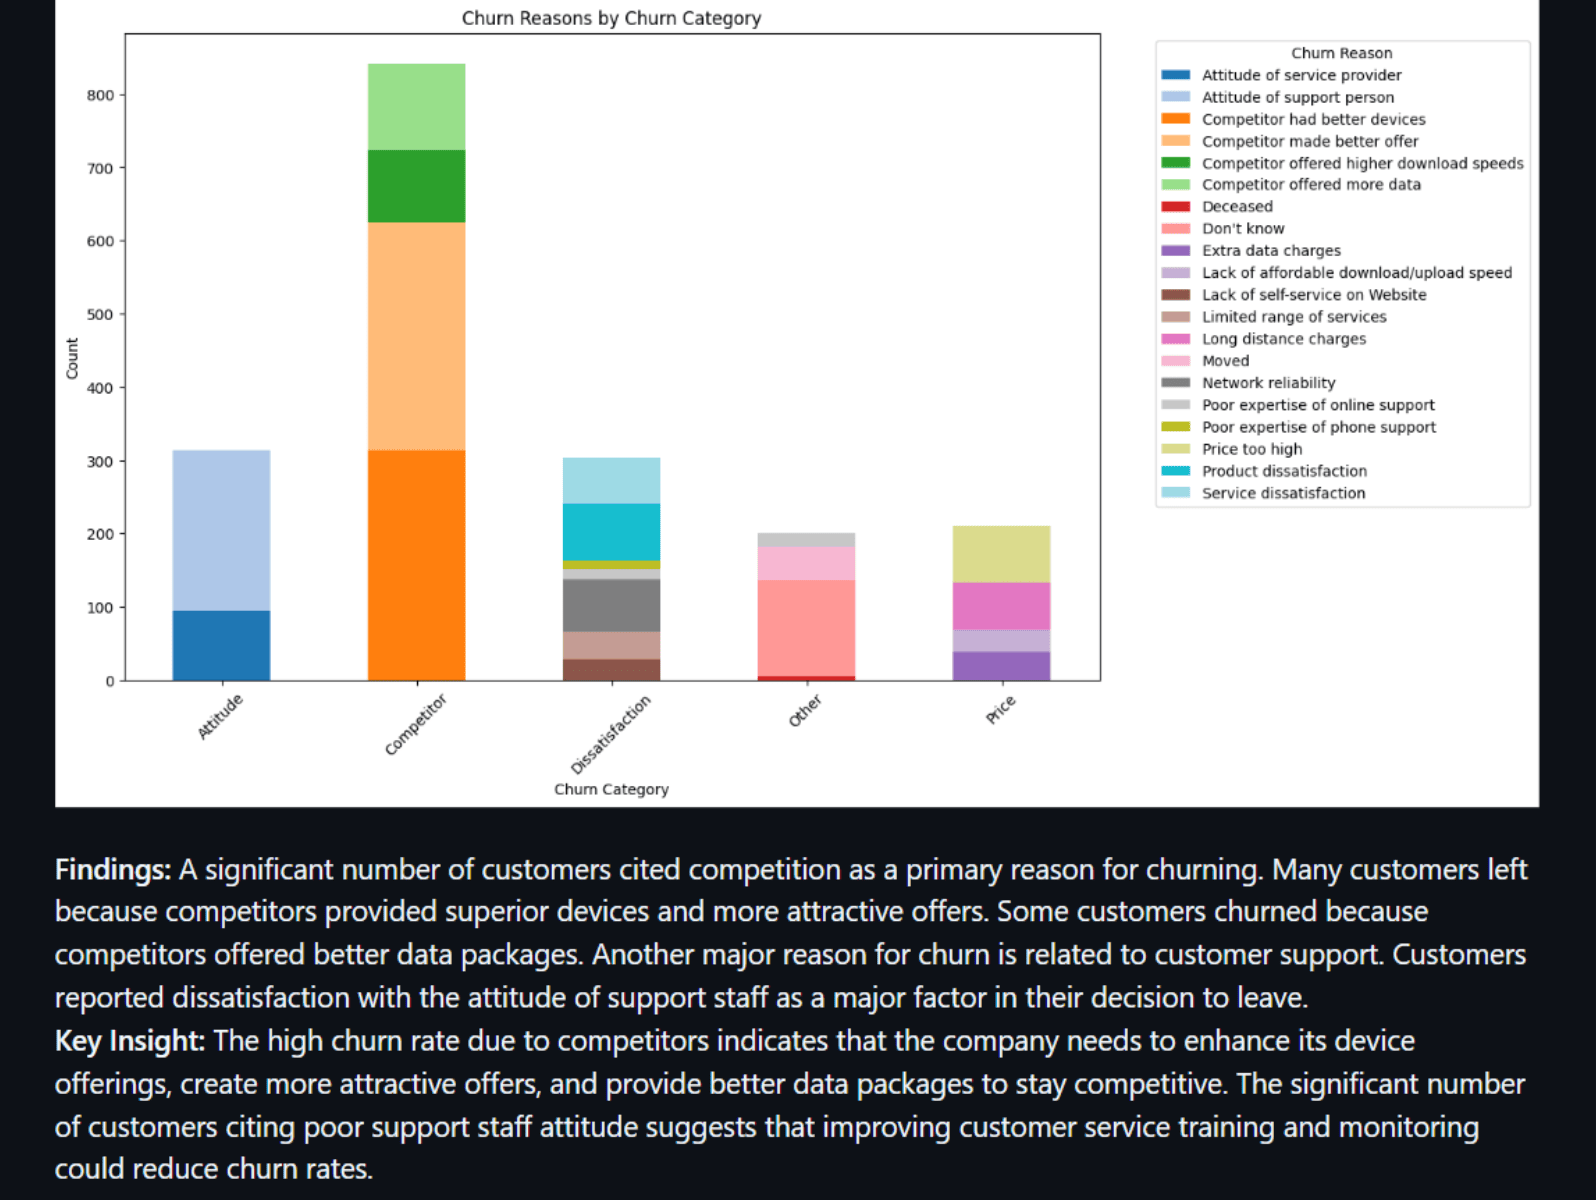 Churn Reasons by Churn Category
Churn Reason
Attitude of service provider
Attitude of support person
Competitor had better devices
Competitor made better offer
Competitor offered higher download speeds
Competitor offered more data
Deceased
Don't know
Extra data charges
Lack of affordable download/upload speed
Lack of self-service on Website
Limited range of services
Long distance charges
Moved
Network reliability
Poor expertise of online support
Poor expertise of phone support
Price too high
Product dissatisfaction
Service dissatisfaction
Count
800
700
600
500
400
300
200
100
0
Attitude
Competitor
Dissatisfaction
Other
Price
Churn Category
Findings: A significant number of customers cited competition as a primary reason for churning. Many customers left
because competitors provided superior devices and more attractive offers. Some customers churned because
competitors offered better data packages. Another major reason for churn is related to customer support. Customers
reported dissatisfaction with the attitude of support staff as a major factor in their decision to leave.
Key Insight: The high churn rate due to competitors indicates that the company needs to enhance its device
offerings, create more attractive offers, and provide better data packages to stay competitive. The significant number
of customers citing poor support staff attitude suggests that improving customer service training and monitoring
could reduce churn rates.